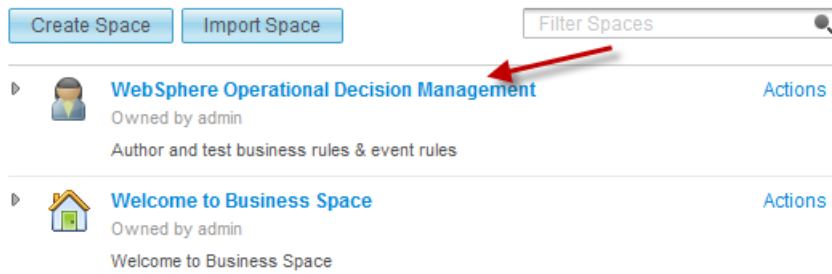 Create Space Import Space Filter Spaces
WebSphere Operational Decision Management Actions
Owned by admin
Author and test business rules & event rules
Welcome to Business Space Actions
Owned by admin
Welcome to Business Space